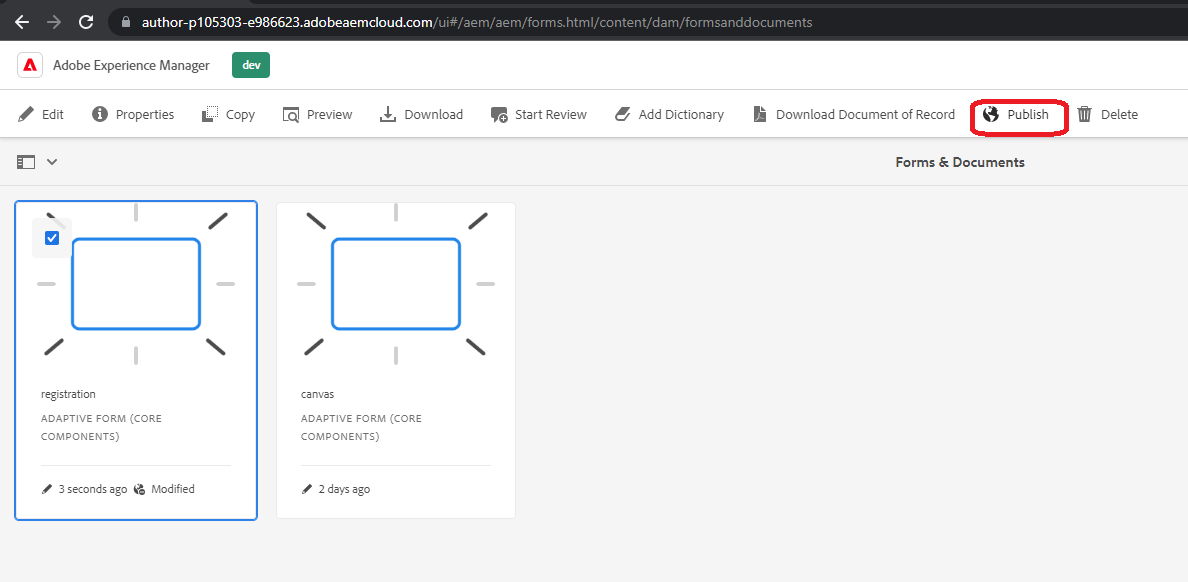 author-p105303-e986623.adobeaemcloud.com/ui#/aem/aem/forms.html/content/dam/formsanddocuments
Adobe Experience Manager dev
Edit Properties Copy Preview Download Start Review Add Dictionary Download Document of Record Publish Delete
Forms & Documents
registration
ADAPTIVE FORM (CORE
COMPONENTS)
3 seconds ago Modified
canvas
ADAPTIVE FORM (CORE
COMPONENTS)
2 days ago